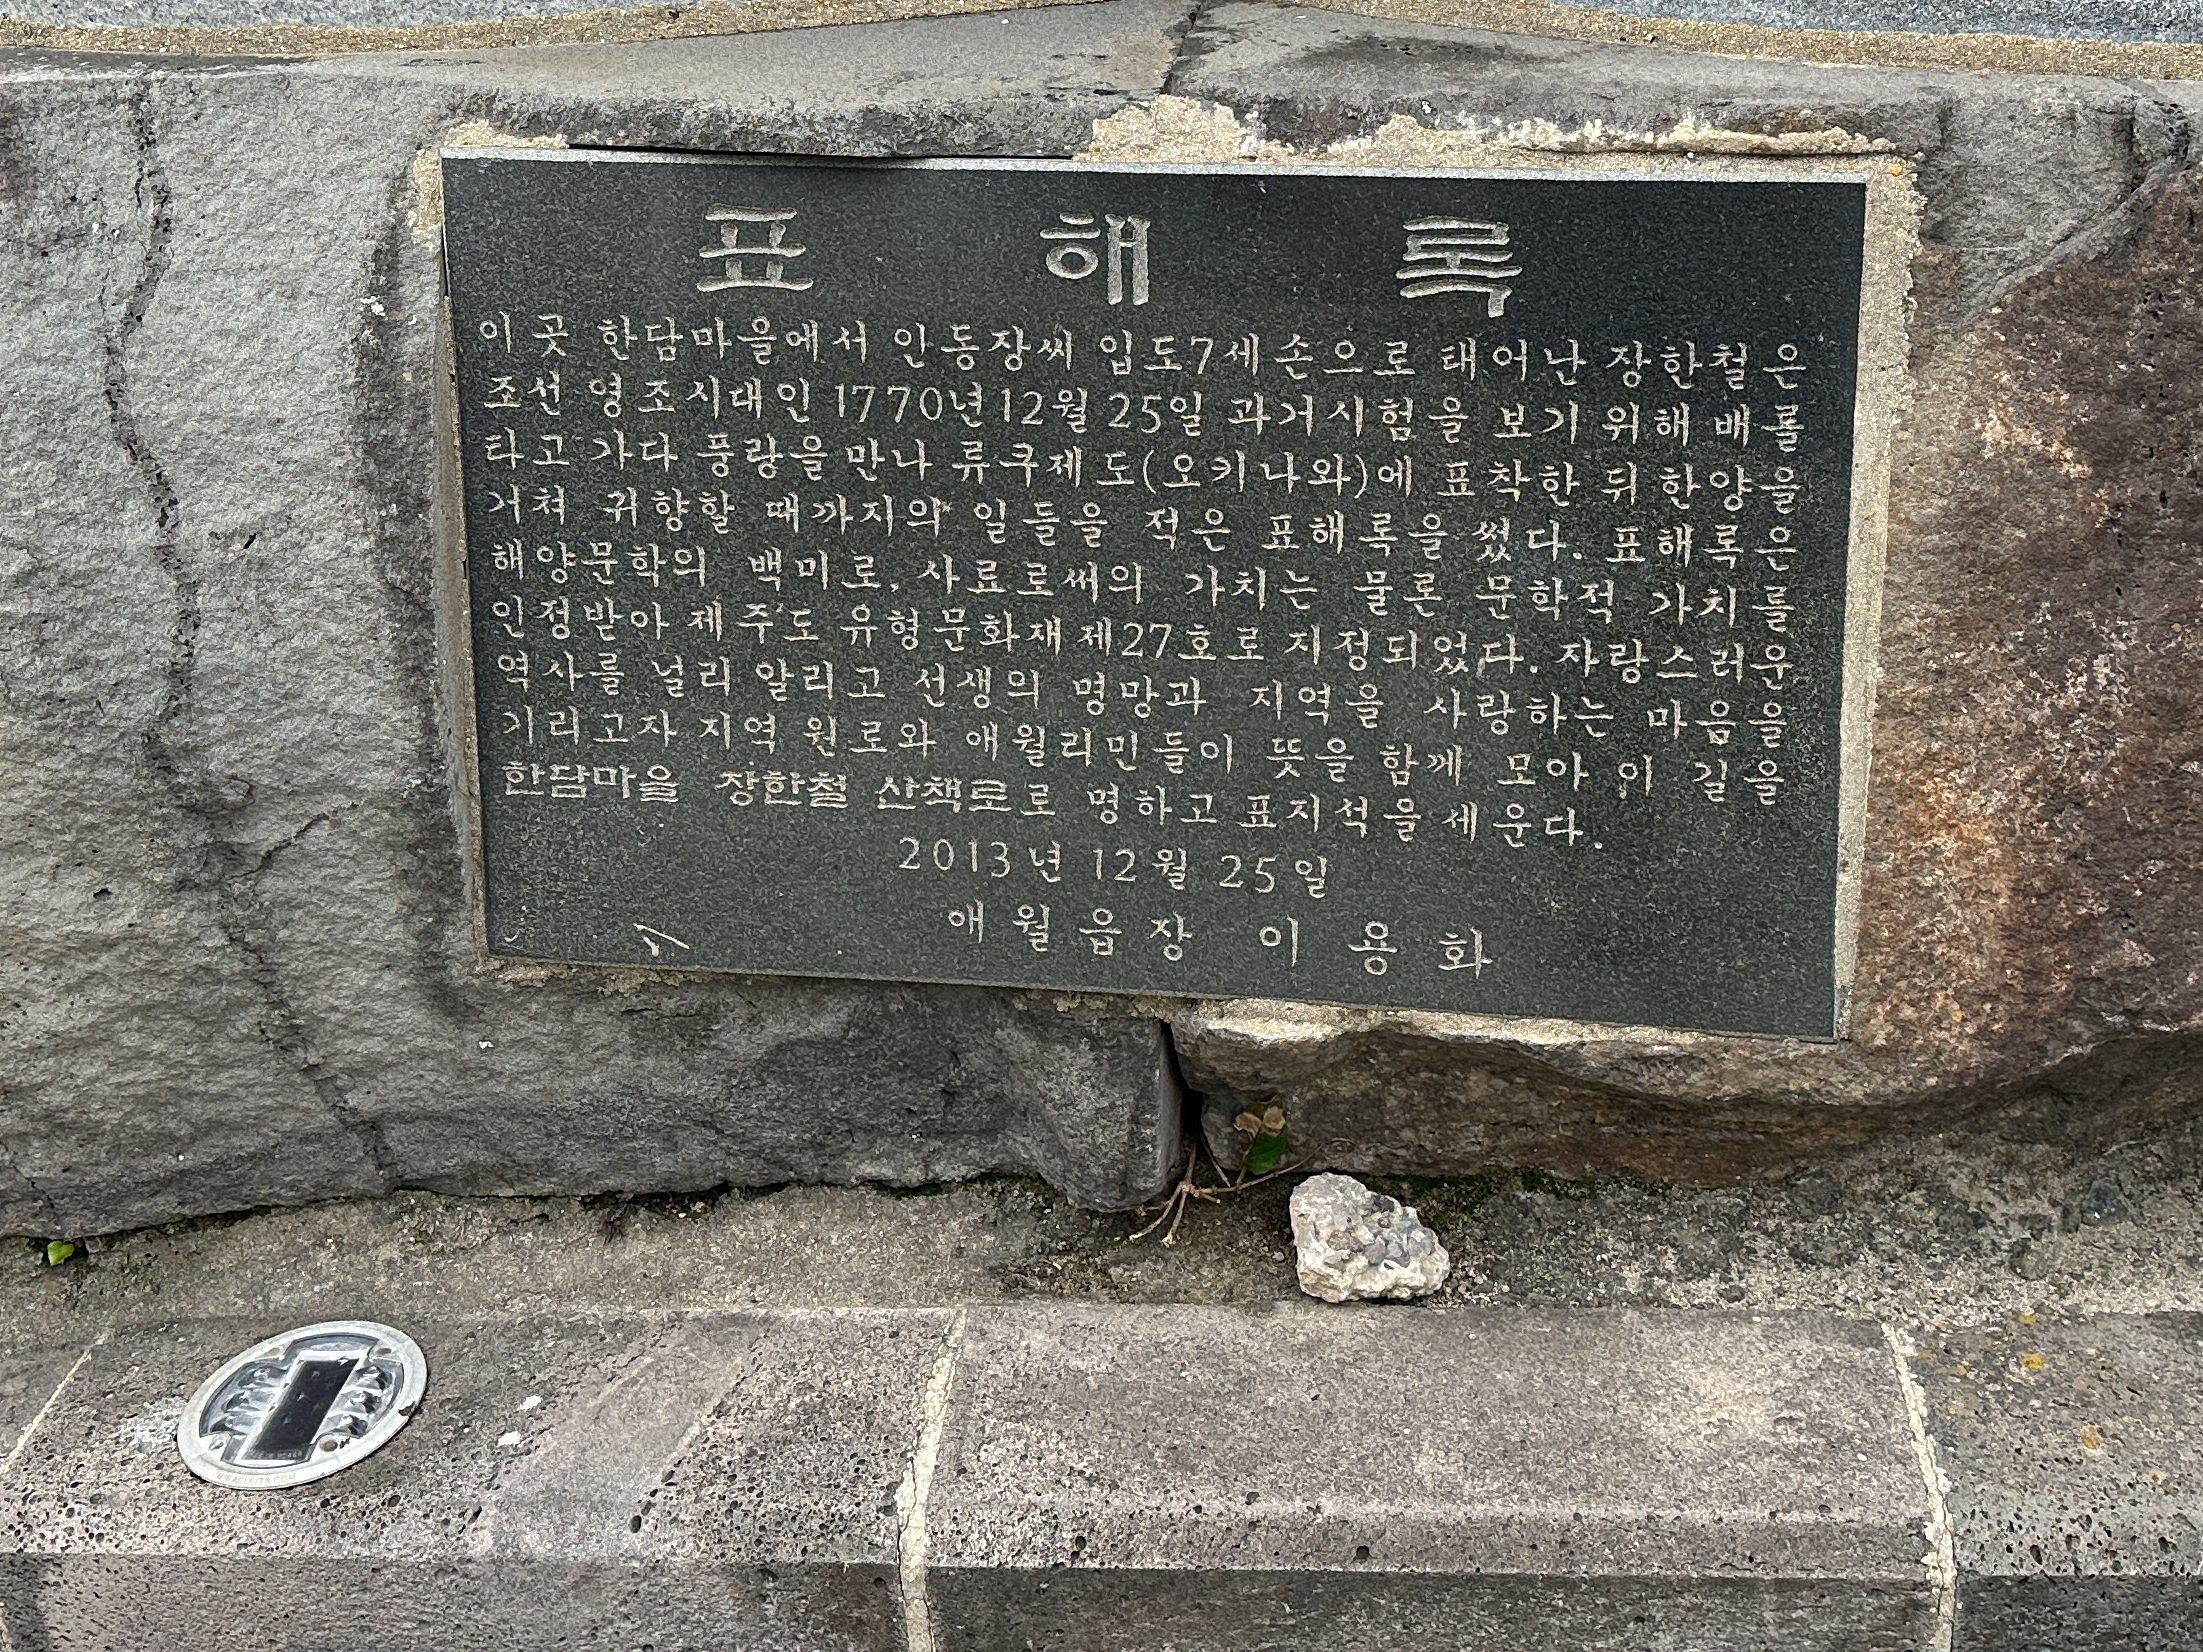 표 해 록
이 곳 한담마을에서 인동장씨 입도7세손으로 태어난 장한철은
조선 영조시대인 1770년12월 25일 과거시험을 보기 위해 배를
타고 가다 풍랑을 만나 류쿠제도(오키나와)에 표착한 뒤 한양을
거쳐 귀향할 때까지의 일들을 적은 표해록을 썼다. 표해록은
해양문학의 백미로, 사료로써의 가치는 물론 문학적 가치를
인정받아 제주도 유형문화재 제27호로 지정되었다. 자랑스러운
역사를 널리 알리고 선생의 명망과 지역을 사랑하는 마음을
기리고자 지역 원로와 애월리민들이 뜻을 함께 모아 이 길을
한담마을 장한철 산책로로 명하고 표지석을 세운다.
2013년 12월 25일
애월읍장 이용화